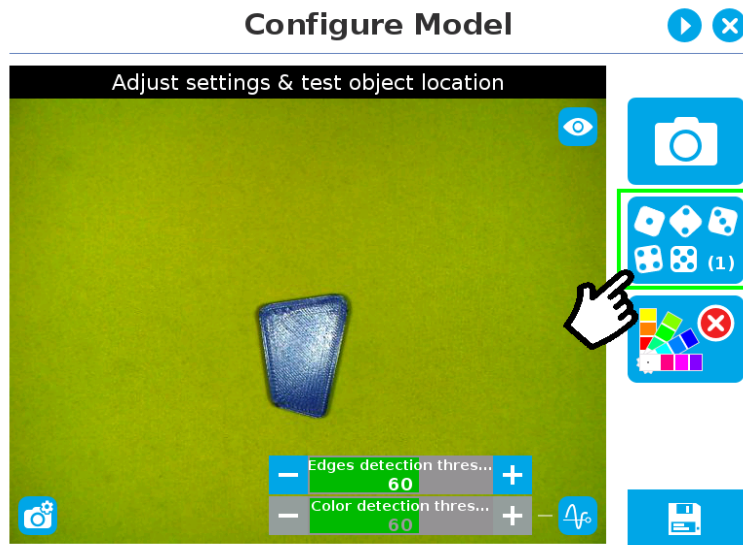 Configure Model
Adjust settings & test object location
(1)
Edges detection thres...
60
Color detection thres...
60